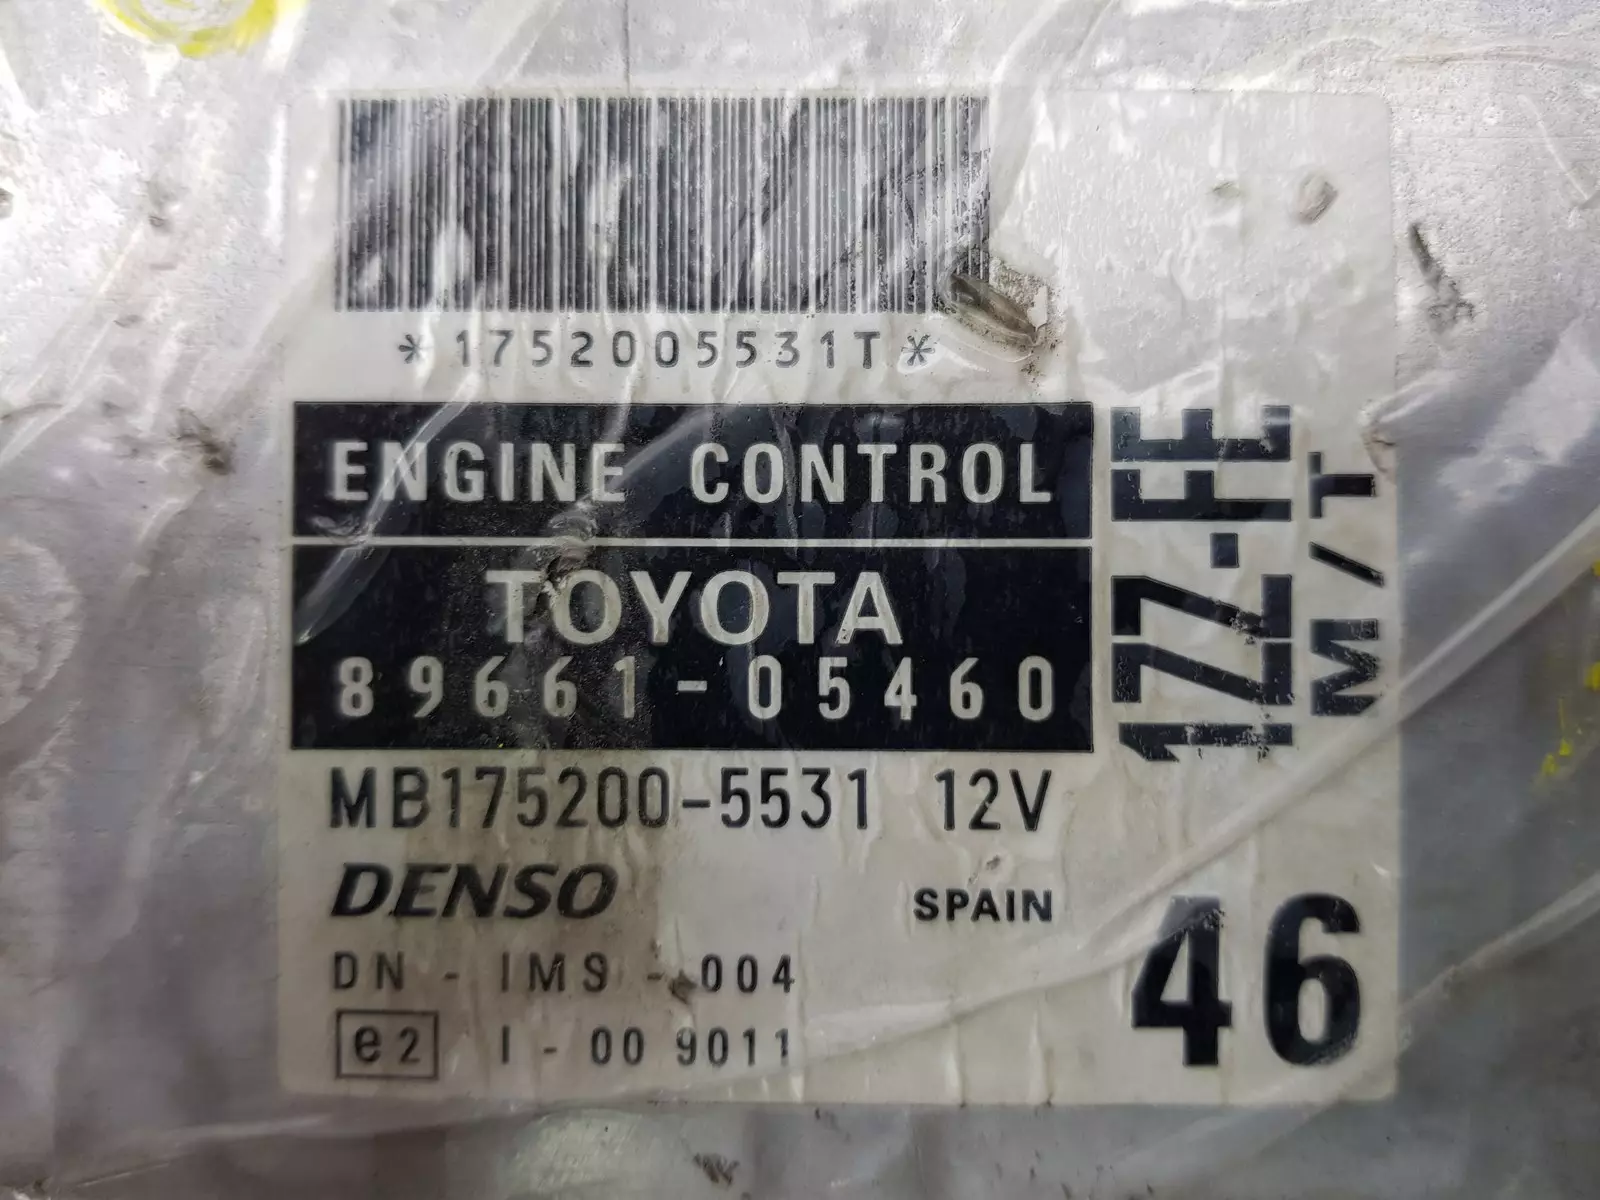 *1752005531T*
ENGINE CONTROL
TOYOTA
89661-05460
MB175200-5531 12V
DENSO
SPAIN
DN - IMS - 004
e2 I - 00 9011
1ZZ-FE
M/T
46